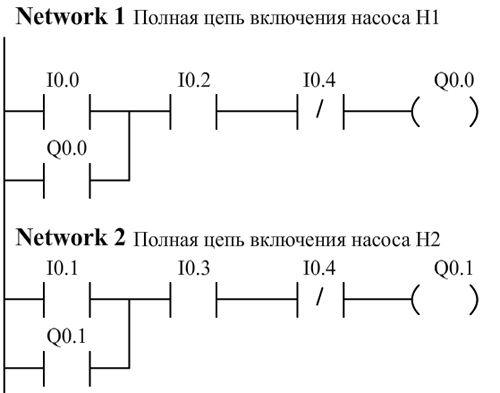 Network 1 Полная цепь включения насоса Н1
I0.0 I0.2 I0.4 Q0.0
/
Q0.0
Network 2 Полная цепь включения насоса Н2
I0.1 I0.3 I0.4 Q0.1
/
Q0.1